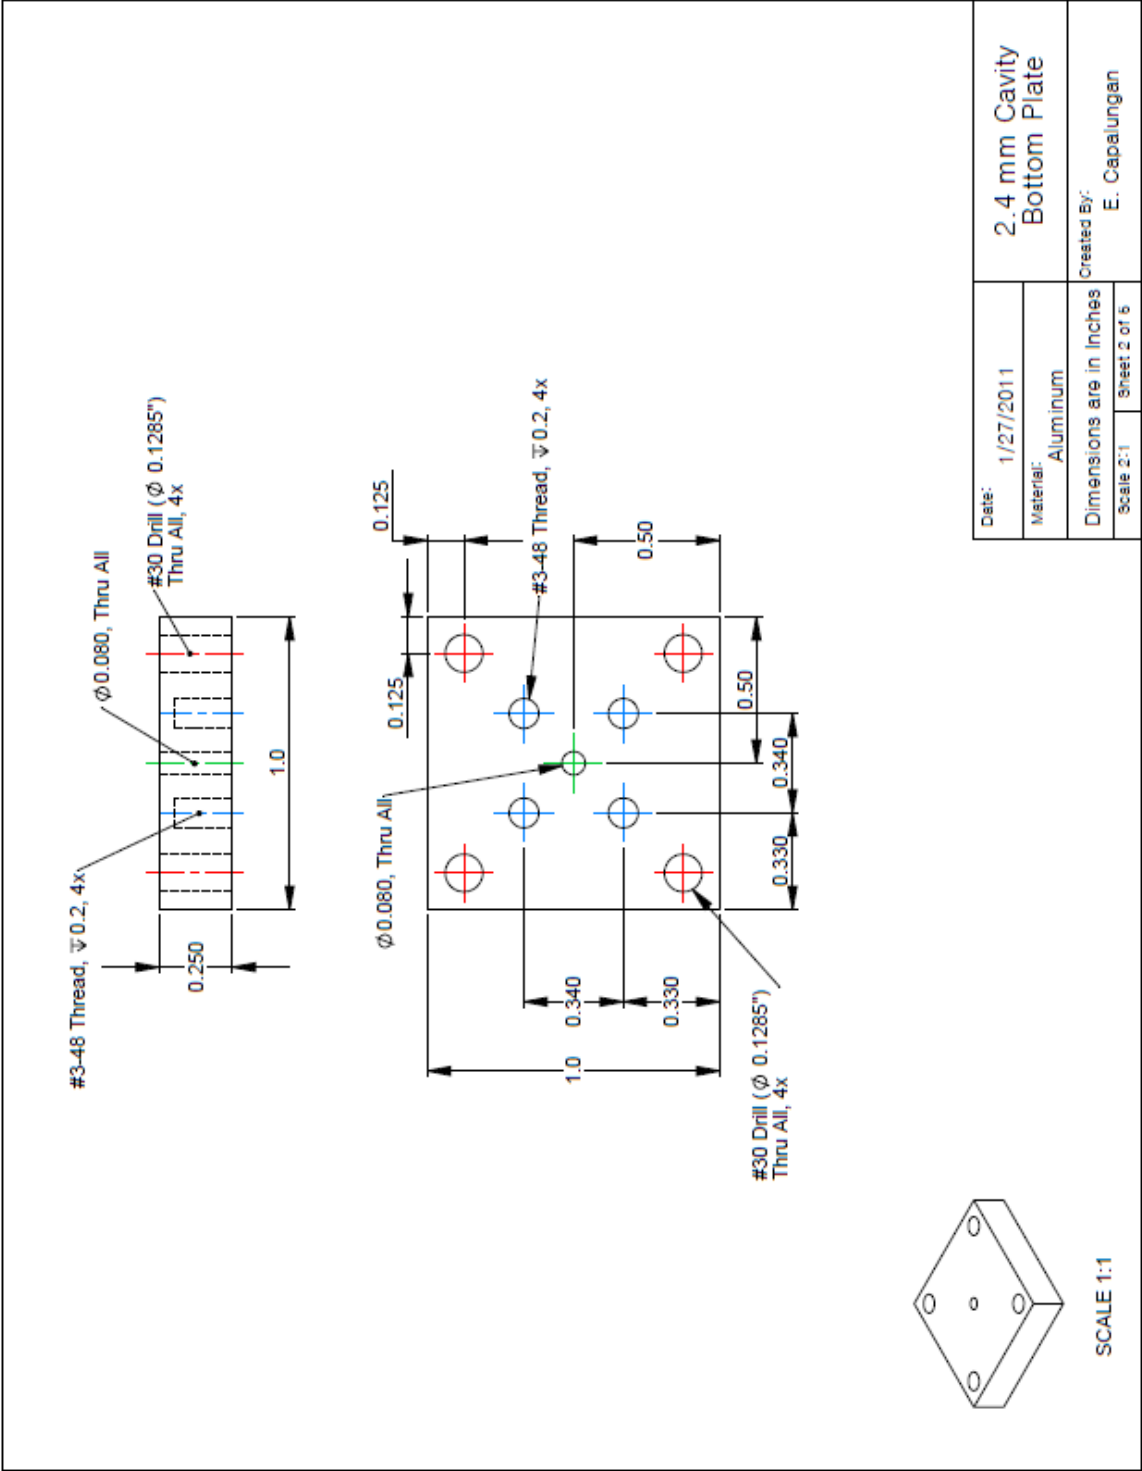 #3-48 Thread, ↧0.2, 4x
∅0.080, Thru All
#30 Drill (∅ 0.1285")
Thru All, 4x
0.250
1.0
∅0.080, Thru All
0.125
0.125
#3-48 Thread, ↧0.2, 4x
0.50
0.50
0.340
0.330
0.340
0.330
1.0
#30 Drill (∅ 0.1285")
Thru All, 4x
SCALE 1:1
Date:
1/27/2011
Material:
Aluminum
2.4 mm Cavity
Bottom Plate
Dimensions are in Inches
Scale 2:1
Sheet 2 of 6
Created By:
E. Capalungan